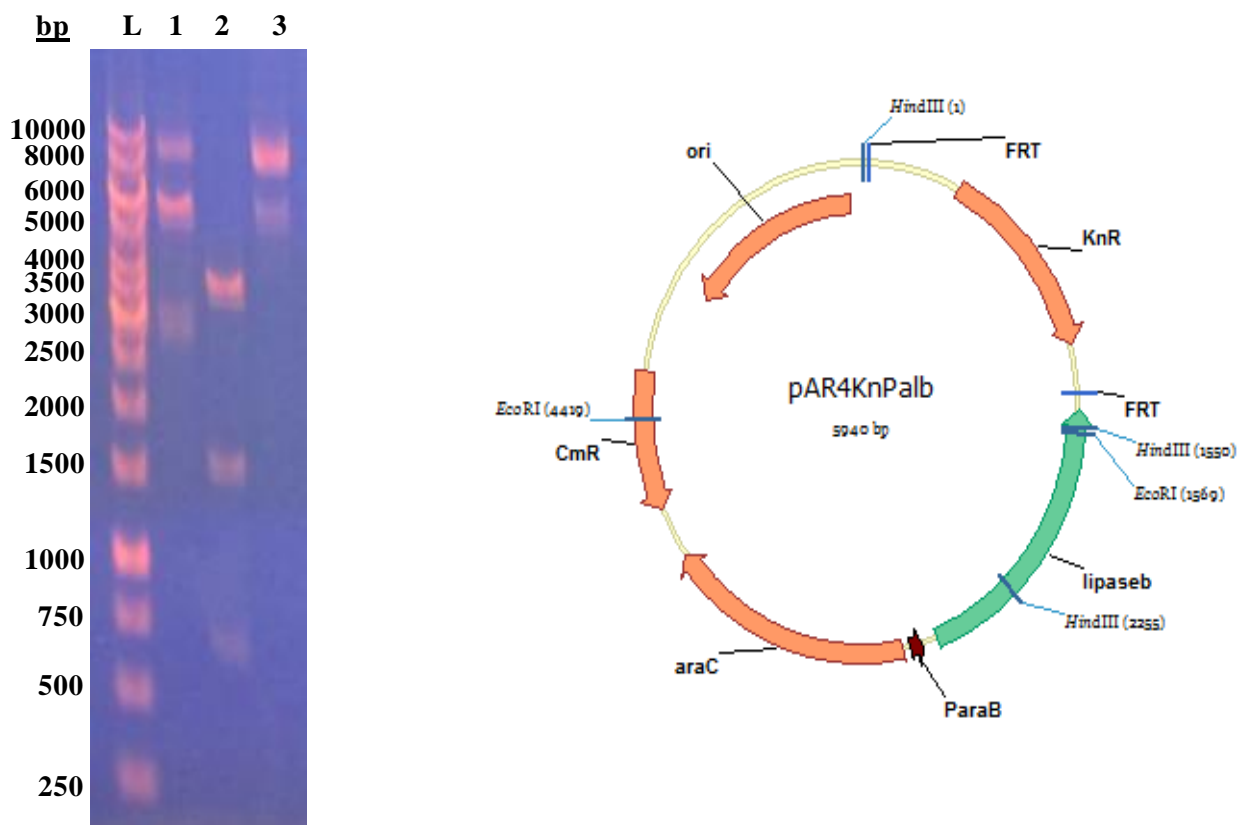 bp L 1 2 3
10000
8000
6000
5000
4000
3500
3000
2500
2000
1500
1000
750
500
250
HindIII (1)
FRT
ori
KnR
pAR4KnPalb
5940 bp
FRT
HindIII (1550)
EcoRI (1569)
EcoRI (4419)
CmR
lipaseb
HindIII (2255)
araC
ParaB